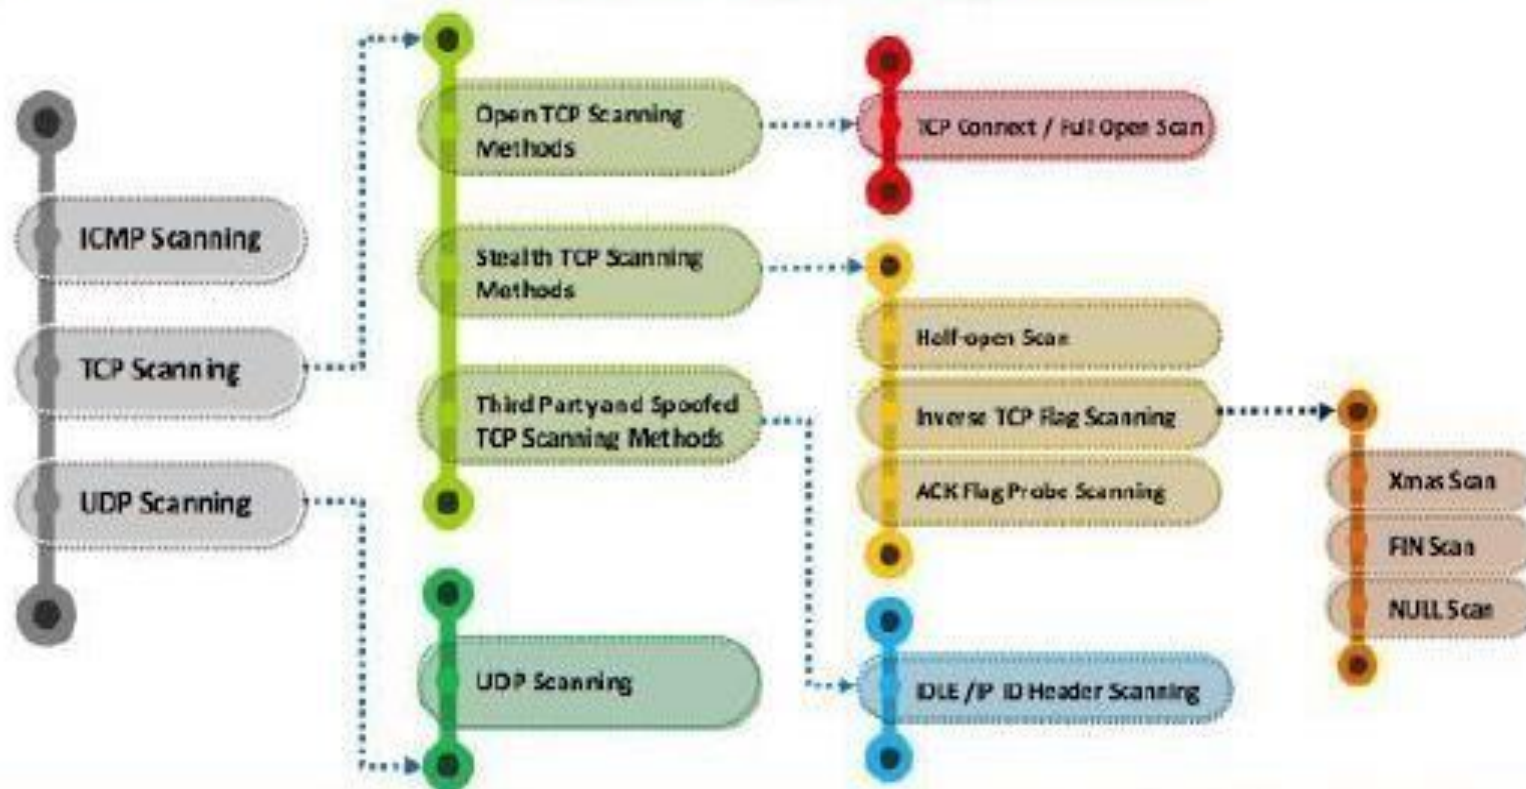 ICMP Scanning
TCP Scanning
UDP Scanning
Open TCP Scanning
Methods
Stealth TCP Scanning
Methods
Third Party and Spoofed
TCP Scanning Methods
UDP Scanning
TCP Connect / Full Open Scan
Half-open Scan
Inverse TCP Flag Scanning
ACK Flag Probe Scanning
IDLE /IP ID Header Scanning
Xmas Scan
FIN Scan
NULL Scan